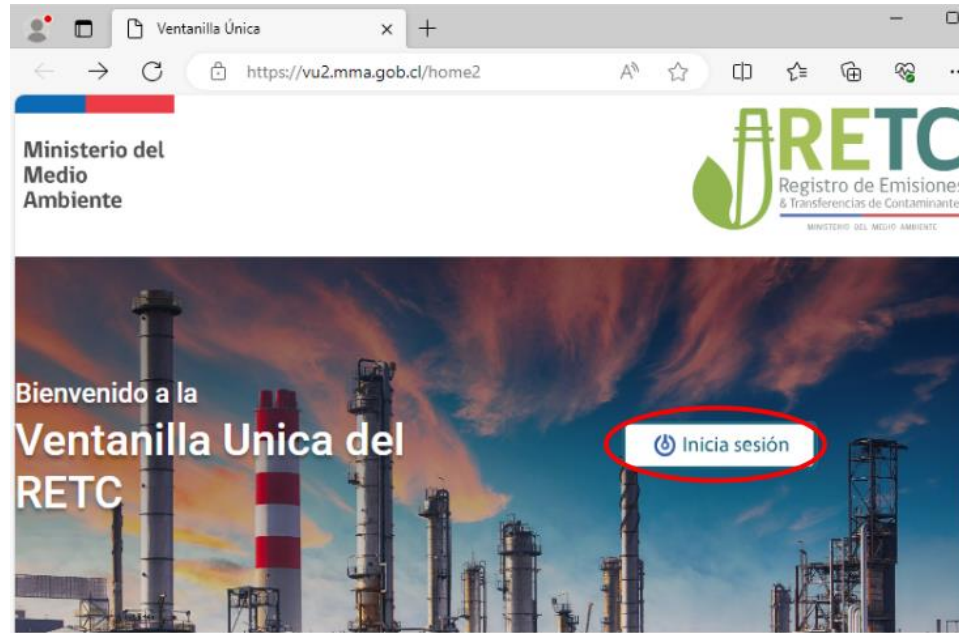 Ventanilla Única
https://vu2.mma.gob.cl/home2
Ministerio del
Medio
Ambiente
RETC
Registro de Emisiones
& Transferencias de Contaminante
MINISTERIO DEL MEDIO AMBIENTE
Bienvenido a la
Ventanilla Unica del
RETC
Inicia sesión